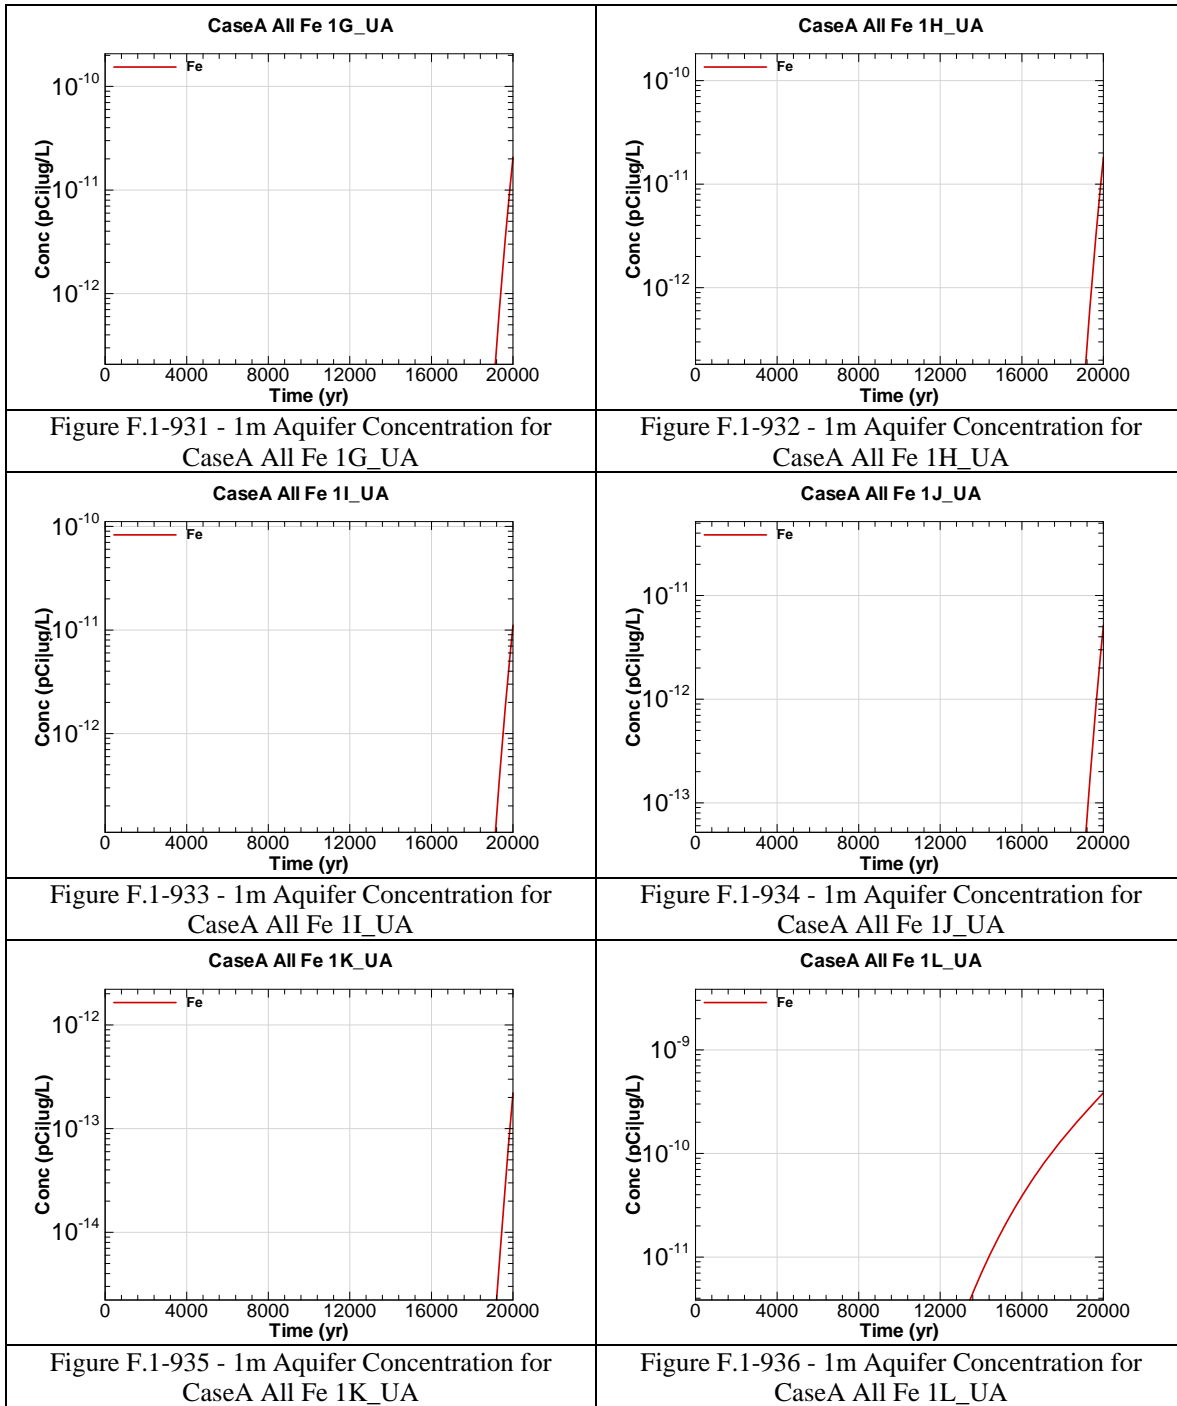 CaseA All Fe 1G_UA
Fe
10-10
10-11
10-12
Conc (pCi|ug/L)
0 4000 8000 12000 16000 20000
Time (yr)
Figure F.1-931 - 1m Aquifer Concentration for
CaseA All Fe 1G_UA
CaseA All Fe 1H_UA
Fe
10-10
10-11
10-12
Conc (pCi|ug/L)
0 4000 8000 12000 16000 20000
Time (yr)
Figure F.1-932 - 1m Aquifer Concentration for
CaseA All Fe 1H_UA
CaseA All Fe 1I_UA
Fe
10-10
10-11
10-12
Conc (pCi|ug/L)
0 4000 8000 12000 16000 20000
Time (yr)
Figure F.1-933 - 1m Aquifer Concentration for
CaseA All Fe 1I_UA
CaseA All Fe 1J_UA
Fe
10-11
10-12
10-13
Conc (pCi|ug/L)
0 4000 8000 12000 16000 20000
Time (yr)
Figure F.1-934 - 1m Aquifer Concentration for
CaseA All Fe 1J_UA
CaseA All Fe 1K_UA
Fe
10-12
10-13
10-14
Conc (pCi|ug/L)
0 4000 8000 12000 16000 20000
Time (yr)
Figure F.1-935 - 1m Aquifer Concentration for
CaseA All Fe 1K_UA
CaseA All Fe 1L_UA
Fe
10-9
10-10
10-11
Conc (pCi|ug/L)
0 4000 8000 12000 16000 20000
Time (yr)
Figure F.1-936 - 1m Aquifer Concentration for
CaseA All Fe 1L_UA